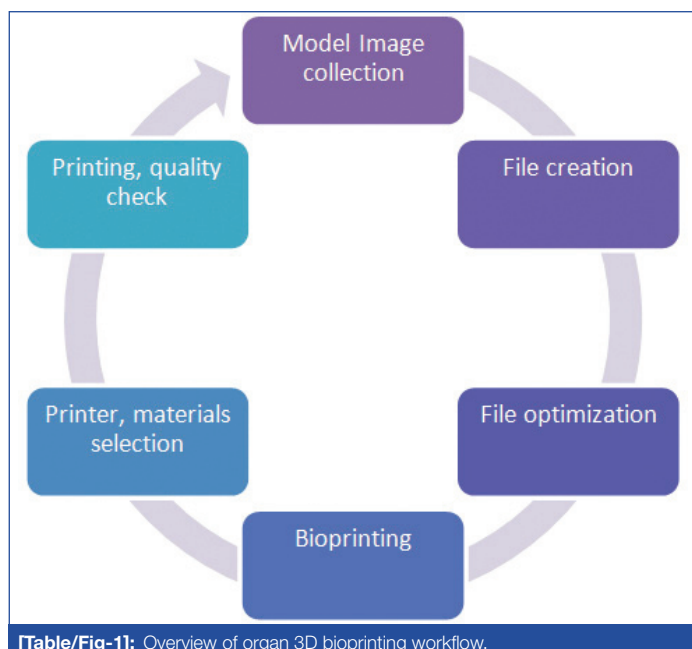 Model Image
collection
File creation
File optimization
Bioprinting
Printer, materials
selection
Printing, quality
check
[Table/Fig-1]: Overview of organ 3D bioprinting workflow.